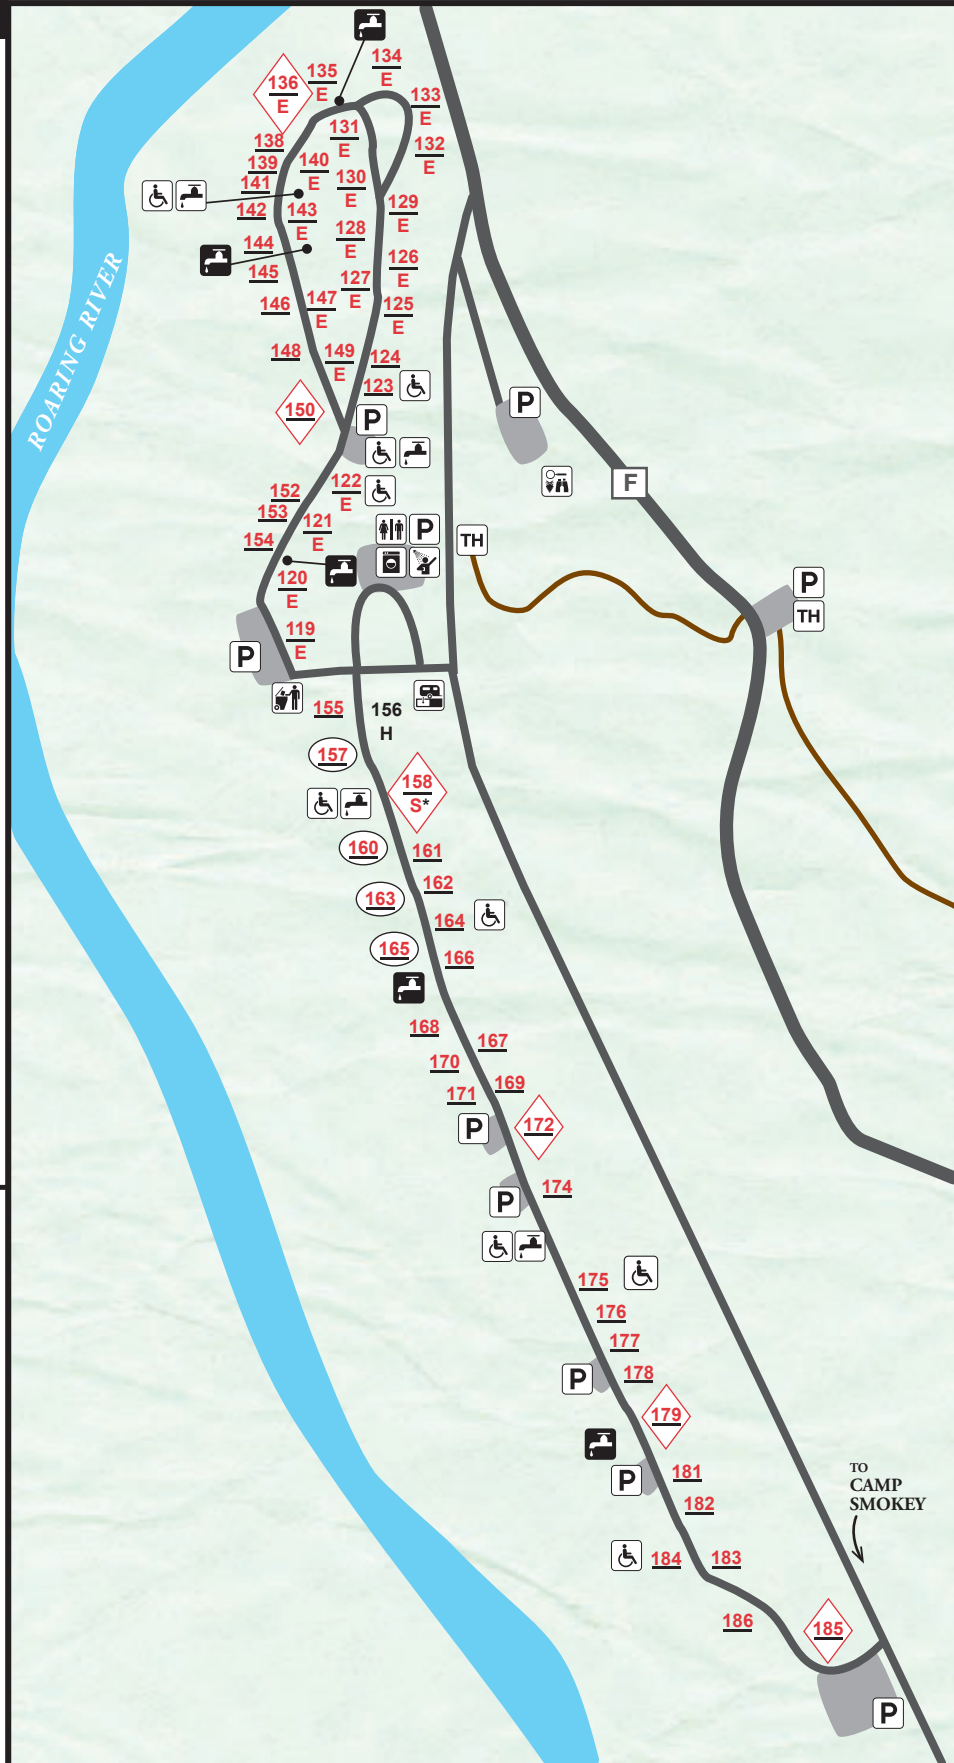 134
E
135
E
136
E
133
E
131
E
138
132
E
139
140
E
141
130
E
142
143
E
129
E
128
E
144
126
E
145
127
E
146
147
E
125
E
148
149
E
124
123
150
P
ROARING RIVER
P
122
E
152
153
121
E
154
P
F
TH
120
E
P
TH
119
E
P
155
156
H
157
158
S*
160
161
162
163
164
165
166
168
167
170
169
171
172
P
174
P
175
176
177
178
P
179
181
P
182
TO
CAMP
SMOKEY
184
183
186
185
P